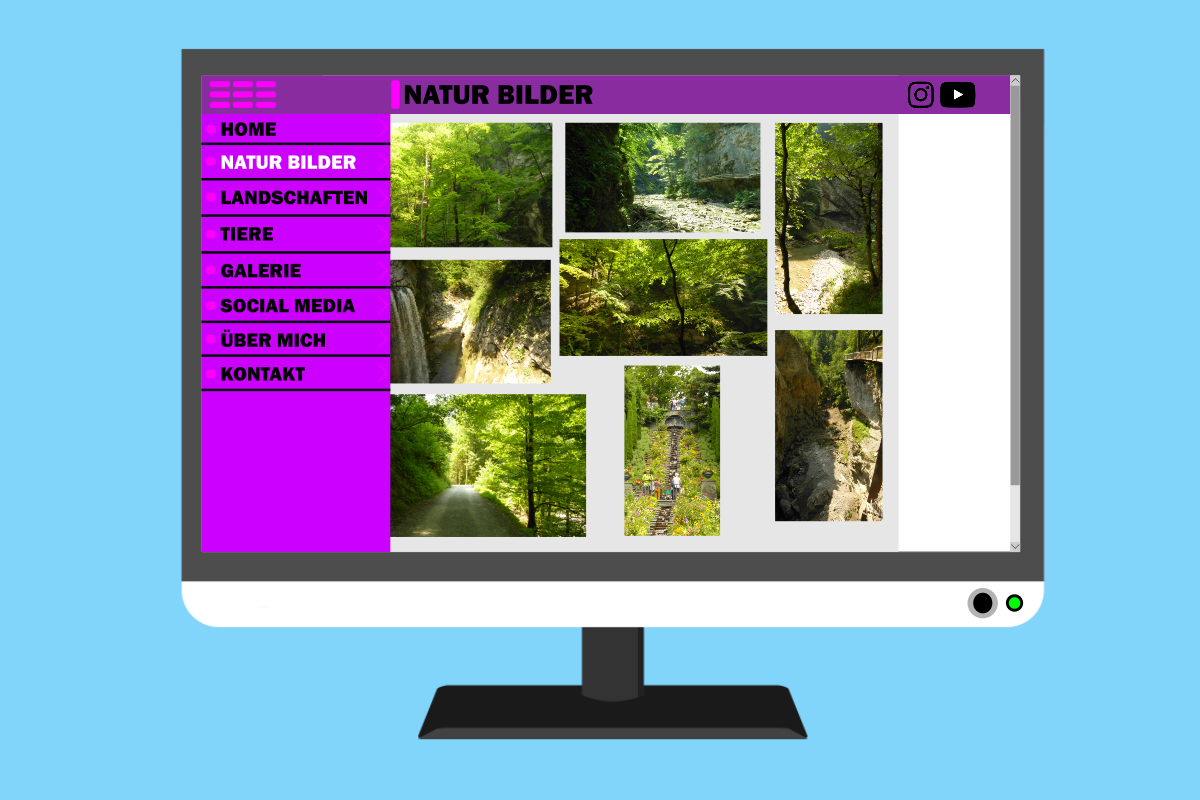 NATUR BILDER
HOME
NATUR BILDER
LANDSCHAFTEN
TIERE
GALERIE
SOCIAL MEDIA
ÜBER MICH
KONTAKT